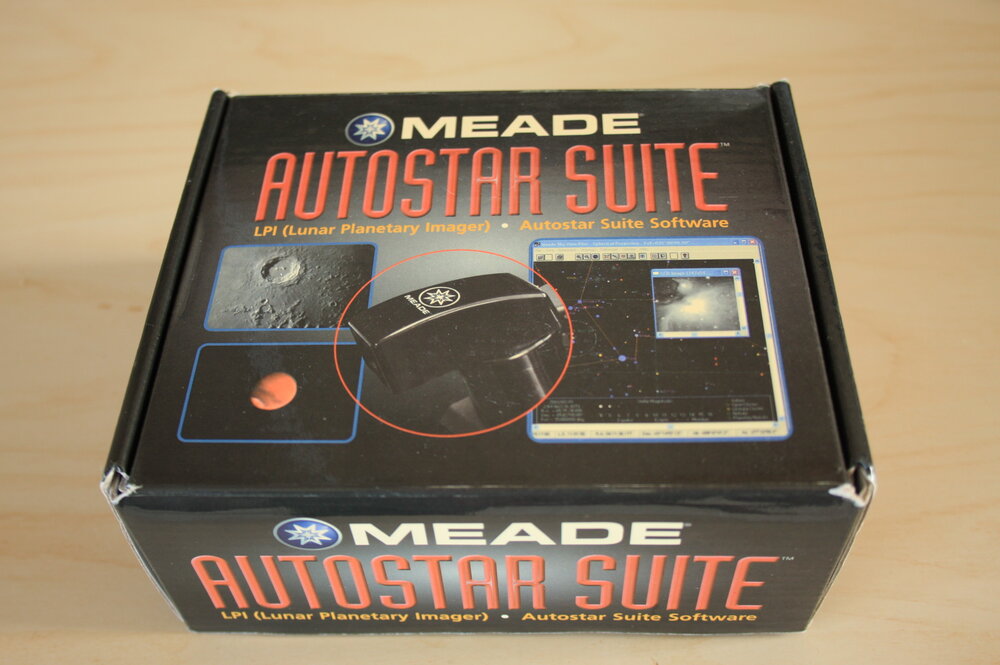 MEADE
AUTOSTAR SUITE™
LPI (Lunar Planetary Imager) • Autostar Suite Software
MEADE
MEADE
AUTOSTAR SUITE™
LPI (Lunar Planetary Imager) • Autostar Suite Software